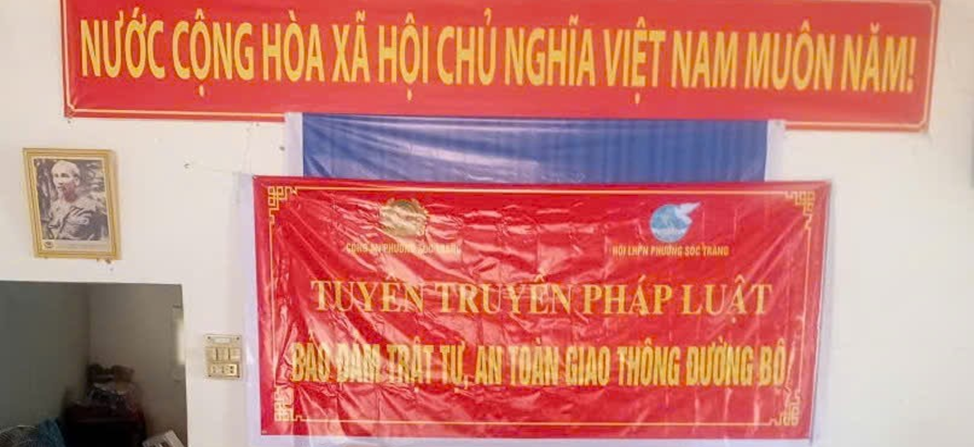 NƯỚC CỘNG HÒA XÃ HỘI CHỦ NGHĨA VIỆT NAM MUÔN NĂM!
CÔNG AN PHƯỜNG SÓC TRĂNG
HỘI LHPN PHƯỜNG SÓC TRĂNG
TUYÊN TRUYỀN PHÁP LUẬT
BẢO ĐẢM TRẬT TỰ, AN TOÀN GIAO THÔNG ĐƯỜNG BỘ